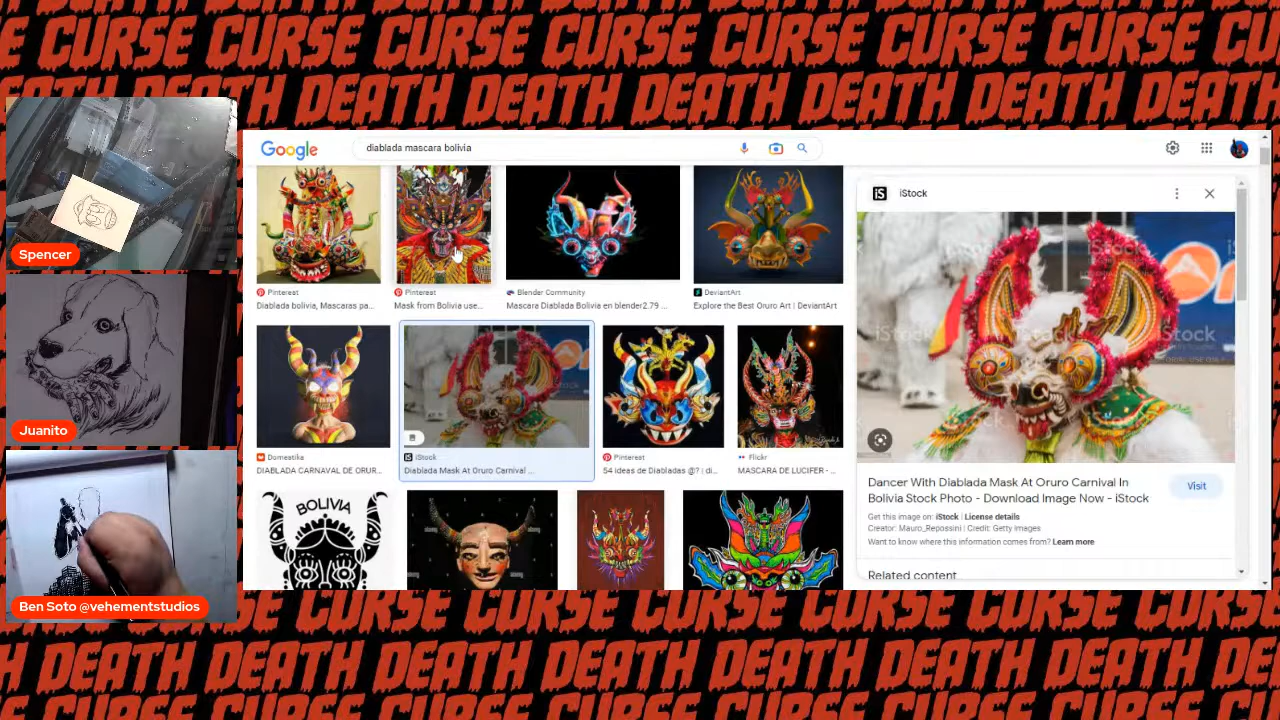 CURSE CURSE CURSE CURSE CURSE CURSE
DEATH DEATH DEATH DEATH DEATH DEATH
Spencer
Juanito
Ben Soto @vehementstudios
Google
diablada mascara bolivia
Pinterest
Diablada bolivia, Mascaras pa...
Pinterest
Mask from Bolivia use...
Blender Community
Mascara Diablada Bolivia en blender2.79 ...
DeviantArt
Explore the Best Oruro Art | DeviantArt
Domestika
DIABLADA CARNAVAL DE ORUR...
iStock
Diablada Mask At Oruro Carnival ...
Pinterest
54 ideas de Diabladas @? | di...
Flickr
MASCARA DE LUCIFER - ...
BOLIVIA
iS
iStock
iStock
iStock
iStock
Dancer With Diablada Mask At Oruro Carnival In
Bolivia Stock Photo - Download Image Now - iStock
Visit
Get this image on: iStock | License details
Creator: Mauro_Repossini | Credit: Getty Images
Want to know where this information comes from? Learn more
Related content
CURSE CURSE CURSE CURSE CURSE CURSE
DEATH DEATH DEATH DEATH DEATH DEATH